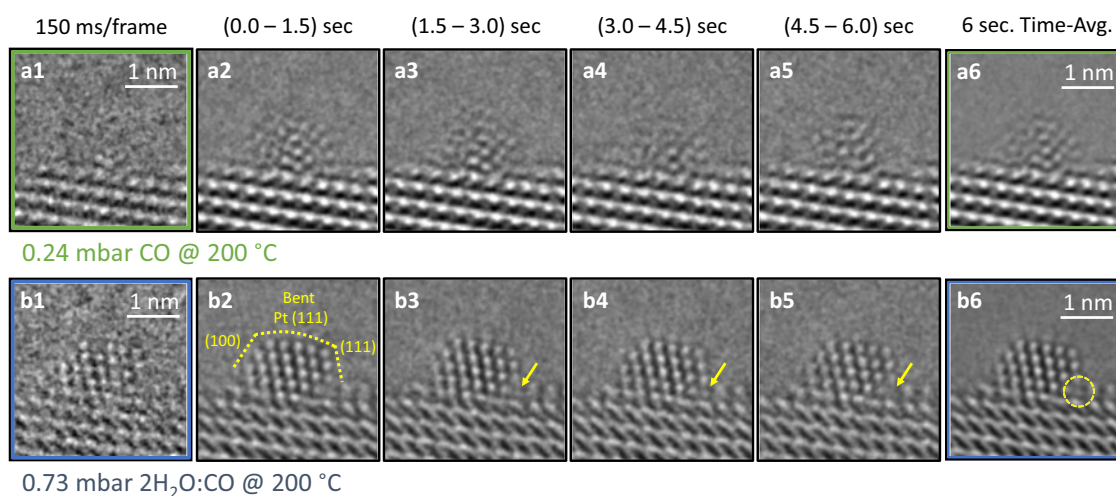 150 ms/frame (0.0 – 1.5) sec (1.5 – 3.0) sec (3.0 – 4.5) sec (4.5 – 6.0) sec 6 sec. Time-Avg.
a1 a2 a3 a4 a5 a6
1 nm 1 nm
0.24 mbar CO @ 200 °C
b1 b2 b3 b4 b5 b6
1 nm 1 nm
Bent
Pt (111)
(100) (111)
0.73 mbar 2H₂O:CO @ 200 °C